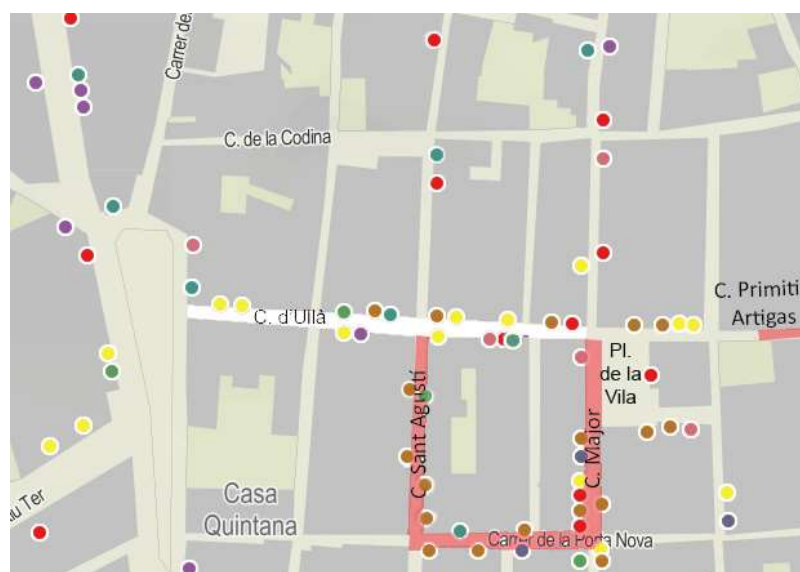 Carrer de
C. de la Codina
C. Primiti
Artigas
C. d'Ullà
Pl.
de la
Vila
C. Sant Agustí
C. Major
Casa
Quintana
au Ter
Carrer de la Porta Nova